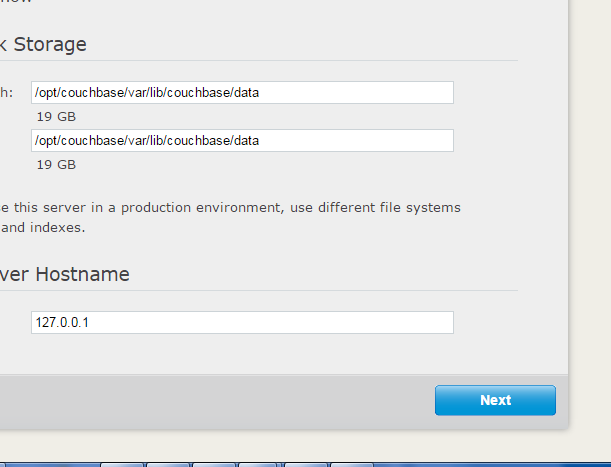 Storage
h:
/opt/couchbase/var/lib/couchbase/data
19 GB
/opt/couchbase/var/lib/couchbase/data
19 GB
e this server in a production environment, use different file systems
and indexes.
ver Hostname
127.0.0.1
Next